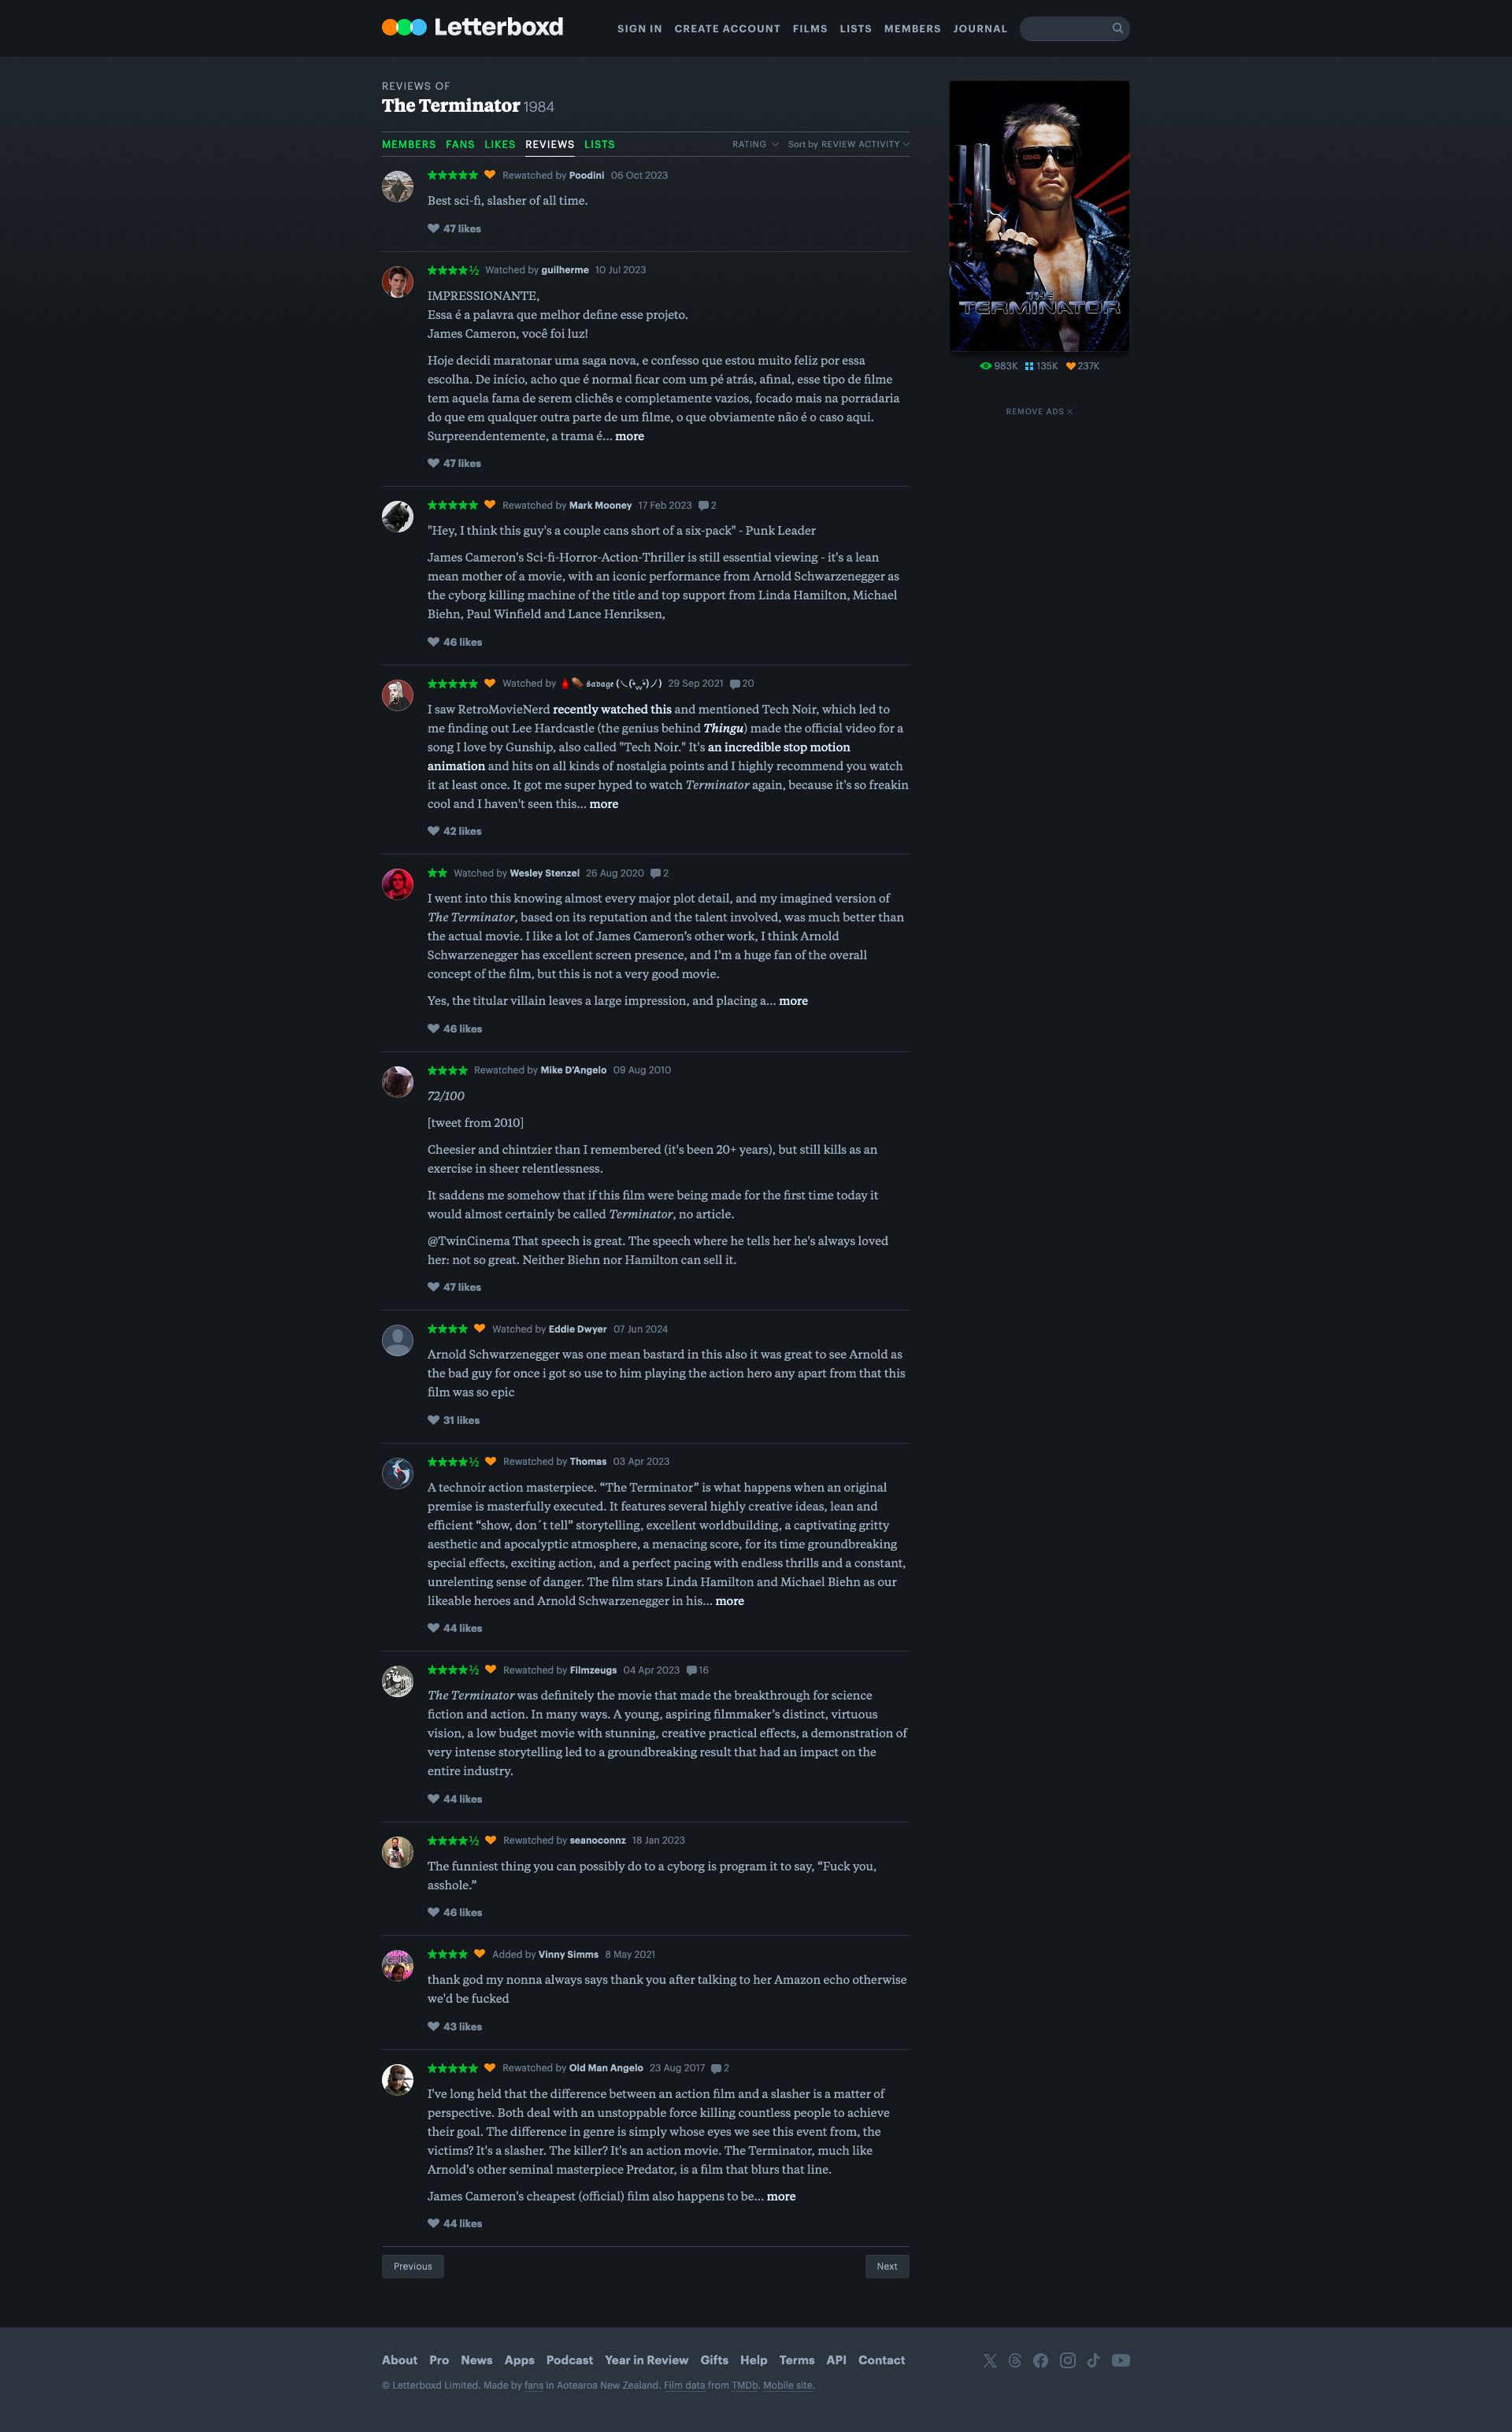 Letterboxd
SIGN IN CREATE ACCOUNT FILMS LISTS MEMBERS JOURNAL
REVIEWS OF
The Terminator 1984
MEMBERS FANS LIKES REVIEWS LISTS RATING Sort by REVIEW ACTIVITY
★★★★★ Rewatched by Poodini 06 Oct 2023
Best sci-fi, slasher of all time.
47 likes
★★★★½ Watched by guilherme 10 Jul 2023
IMPRESSIONANTE,
Essa é a palavra que melhor define esse projeto.
James Cameron, você foi luz!
Hoje decidi maratonar uma saga nova, e confesso que estou muito feliz por essa
escolha. De início, acho que é normal ficar com um pé atrás, afinal, esse tipo de filme
tem aquela fama de serem clichês e completamente vazios, focado mais na porradaria
do que em qualquer outra parte de um filme, o que obviamente não é o caso aqui.
Surpreendentemente, a trama é… more
47 likes
★★★★★ Rewatched by Mark Mooney 17 Feb 2023 2
"Hey, I think this guy's a couple cans short of a six-pack" - Punk Leader
James Cameron's Sci-fi-Horror-Action-Thriller is still essential viewing - it's a lean
mean mother of a movie, with an iconic performance from Arnold Schwarzenegger as
the cyborg killing machine of the title and top support from Linda Hamilton, Michael
Biehn, Paul Winfield and Lance Henriksen,
46 likes
★★★★★ Watched by 🩸⚰️ 𝔰𝔞𝔳𝔞𝔤𝔢 29 Sep 2021 20
I saw RetroMovieNerd recently watched this and mentioned Tech Noir, which led to
me finding out Lee Hardcastle (the genius behind Thingu) made the official video for a
song I love by Gunship, also called "Tech Noir." It's an incredible stop motion
animation and hits on all kinds of nostalgia points and I highly recommend you watch
it at least once. It got me super hyped to watch Terminator again, because it's so freakin
cool and I haven't seen this… more
42 likes
★★ Watched by Wesley Stenzel 26 Aug 2020 2
I went into this knowing almost every major plot detail, and my imagined version of
The Terminator, based on its reputation and the talent involved, was much better than
the actual movie. I like a lot of James Cameron’s other work, I think Arnold
Schwarzenegger has excellent screen presence, and I’m a huge fan of the overall
concept of the film, but this is not a very good movie.
Yes, the titular villain leaves a large impression, and placing a… more
46 likes
★★★★ Rewatched by Mike D'Angelo 09 Aug 2010
72/100
[tweet from 2010]
Cheesier and chintzier than I remembered (it's been 20+ years), but still kills as an
exercise in sheer relentlessness.
It saddens me somehow that if this film were being made for the first time today it
would almost certainly be called Terminator, no article.
@TwinCinema That speech is great. The speech where he tells her he's always loved
her: not so great. Neither Biehn nor Hamilton can sell it.
47 likes
★★★★ Watched by Eddie Dwyer 07 Jun 2024
Arnold Schwarzenegger was one mean bastard in this also it was great to see Arnold as
the bad guy for once i got so use to him playing the action hero any apart from that this
film was so epic
31 likes
★★★★½ Rewatched by Thomas 03 Apr 2023
A technoir action masterpiece. “The Terminator” is what happens when an original
premise is masterfully executed. It features several highly creative ideas, lean and
efficient “show, don´t tell” storytelling, excellent worldbuilding, a captivating gritty
aesthetic and apocalyptic atmosphere, a menacing score, for its time groundbreaking
special effects, exciting action, and a perfect pacing with endless thrills and a constant,
unrelenting sense of danger. The film stars Linda Hamilton and Michael Biehn as our
likeable heroes and Arnold Schwarzenegger in his… more
44 likes
★★★★½ Rewatched by Filmzeugs 04 Apr 2023 16
The Terminator was definitely the movie that made the breakthrough for science
fiction and action. In many ways. A young, aspiring filmmaker’s distinct, virtuous
vision, a low budget movie with stunning, creative practical effects, a demonstration of
very intense storytelling led to a groundbreaking result that had an impact on the
entire industry.
44 likes
★★★★½ Rewatched by seanoconnz 18 Jan 2023
The funniest thing you can possibly do to a cyborg is program it to say, “Fuck you,
asshole.”
46 likes
★★★★ Added by Vinny Simms 8 May 2021
thank god my nonna always says thank you after talking to her Amazon echo otherwise
we'd be fucked
43 likes
★★★★★ Rewatched by Old Man Angelo 23 Aug 2017 2
I've long held that the difference between an action film and a slasher is a matter of
perspective. Both deal with an unstoppable force killing countless people to achieve
their goal. The difference in genre is simply whose eyes we see this event from, the
victims? It's a slasher. The killer? It's an action movie. The Terminator, much like
Arnold's other seminal masterpiece Predator, is a film that blurs that line.
James Cameron's cheapest (official) film also happens to be… more
44 likes
Previous Next
THE
TERMINATOR
983K 135K 237K
REMOVE ADS
About Pro News Apps Podcast Year in Review Gifts Help Terms API Contact
© Letterboxd Limited. Made by fans in Aotearoa New Zealand. Film data from TMDb. Mobile site.